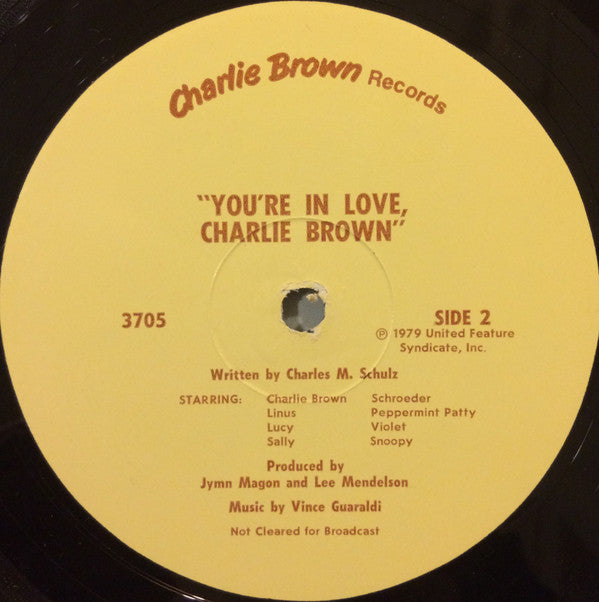 Charlie Brown Records
"YOU'RE IN LOVE,
CHARLIE BROWN"
3705
SIDE 2
℗ 1979 United Feature
Syndicate, Inc.
Written by Charles M. Schulz
STARRING: Charlie Brown Schroeder
Linus Peppermint Patty
Lucy Violet
Sally Snoopy
Produced by
Jymn Magon and Lee Mendelson
Music by Vince Guaraldi
Not Cleared for Broadcast